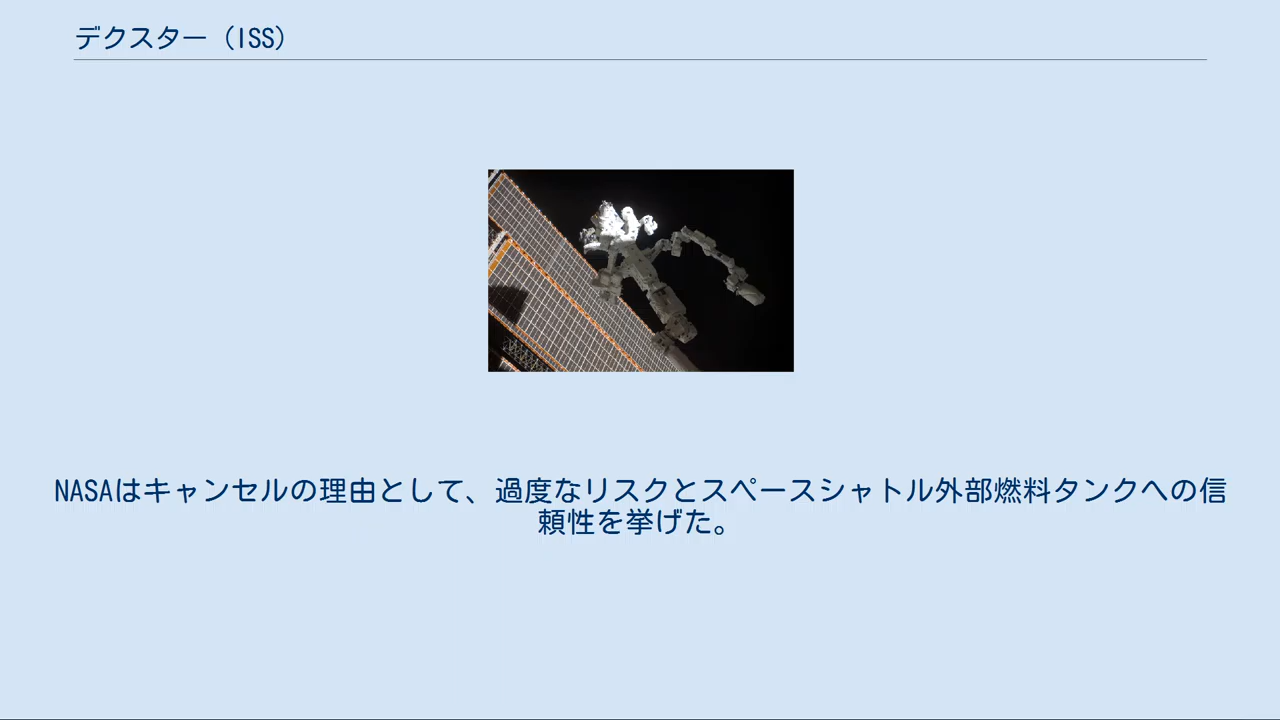 デクスター（ISS）
NASAはキャンセルの理由として、過度なリスクとスペースシャトル外部燃料タンクへの信
頼性を挙げた。